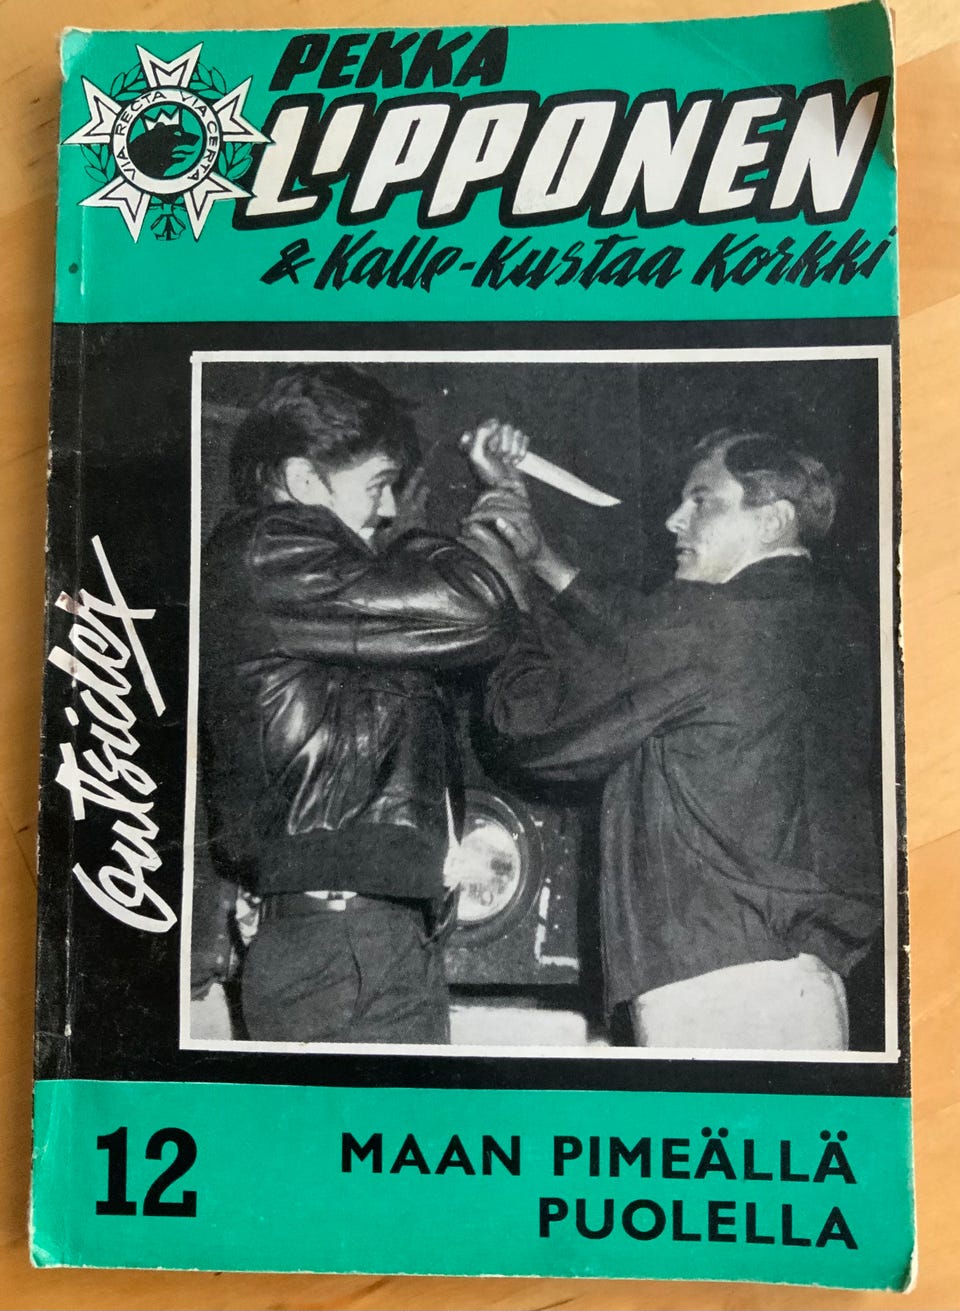 VIA RECTA VIA CERTA
PEKKA
LIPPONEN
& Kalle-Kustaa Korkki
Outsider
12
MAAN PIMEÄLLÄ
PUOLELLA